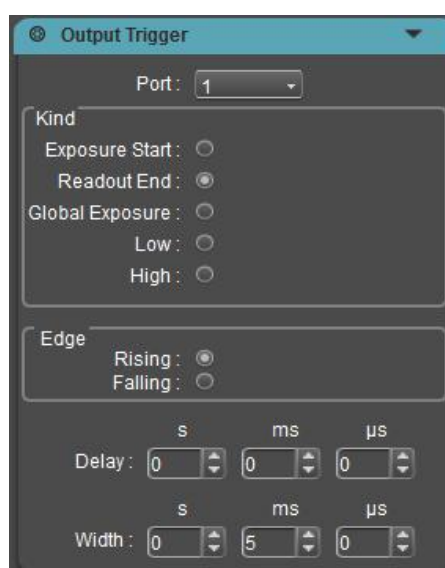 Output Trigger
Port : 1
Kind
Exposure Start :
Readout End :
Global Exposure :
Low :
High :
Edge
Rising :
Falling :
s ms µs
Delay : 0 0 0
s ms µs
Width : 0 5 0